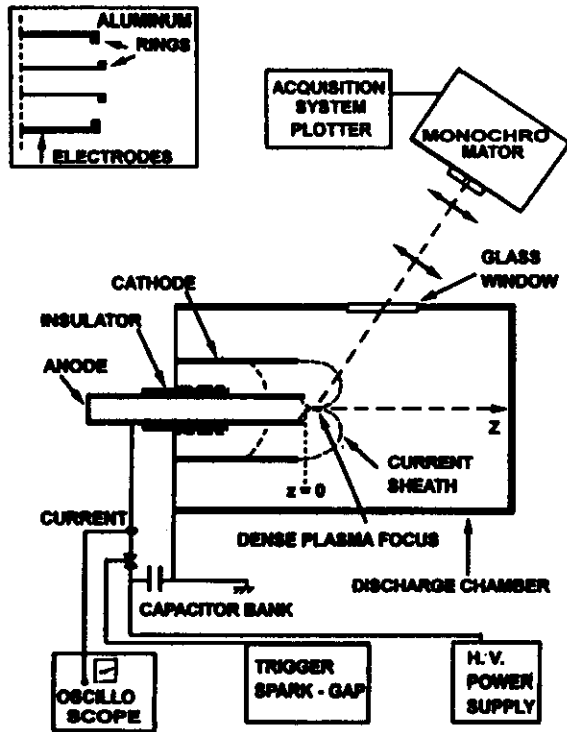 ALUMINUM
RINGS
ELECTRODES
ACQUISITION
SYSTEM
PLOTTER
MONOCHRO
MATOR
GLASS
WINDOW
CATHODE
INSULATOR
ANODE
Z
z = 0
CURRENT
SHEATH
CURRENT
DENSE PLASMA FOCUS
DISCHARGE CHAMBER
CAPACITOR BANK
OSCILLO
SCOPE
TRIGGER
SPARK - GAP
H. V.
POWER
SUPPLY